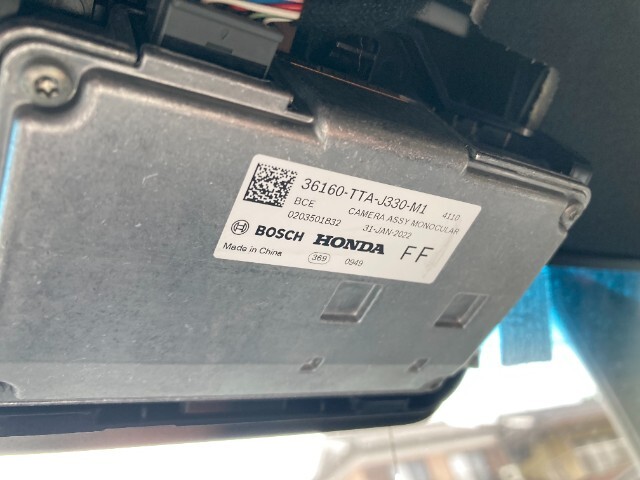 36160-TTA-J330-M1 4110
BCE CAMERA ASSY MONOCULAR
0203501832 31-JAN-2022
BOSCH HONDA FF
Made in China 369 0949